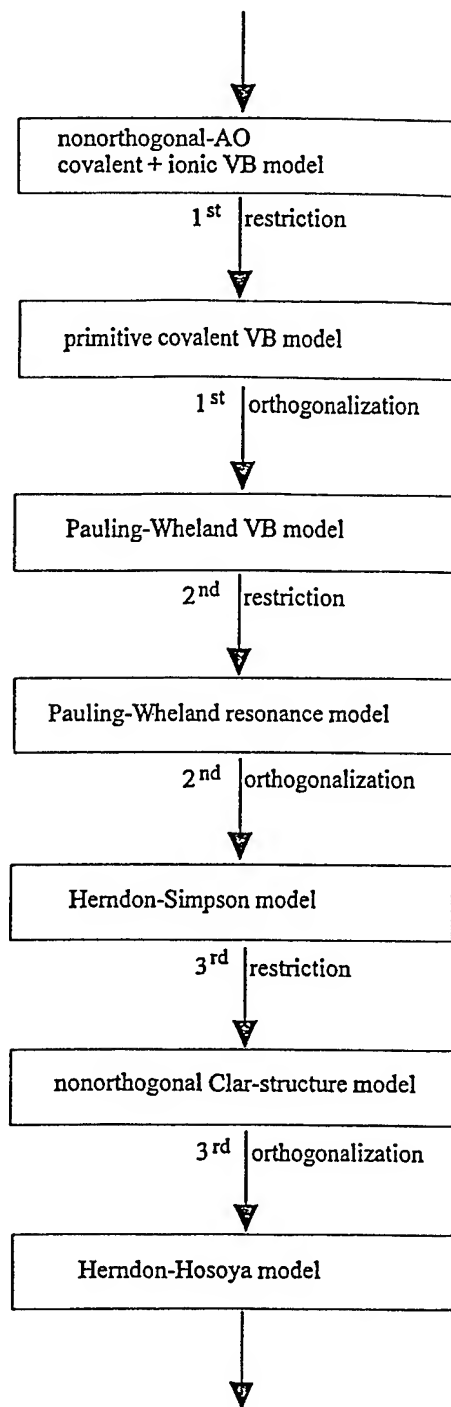 nonorthogonal-AO
covalent + ionic VB model
1st restriction
primitive covalent VB model
1st orthogonalization
Pauling-Wheland VB model
2nd restriction
Pauling-Wheland resonance model
2nd orthogonalization
Herndon-Simpson model
3rd restriction
nonorthogonal Clar-structure model
3rd orthogonalization
Herndon-Hosoya model